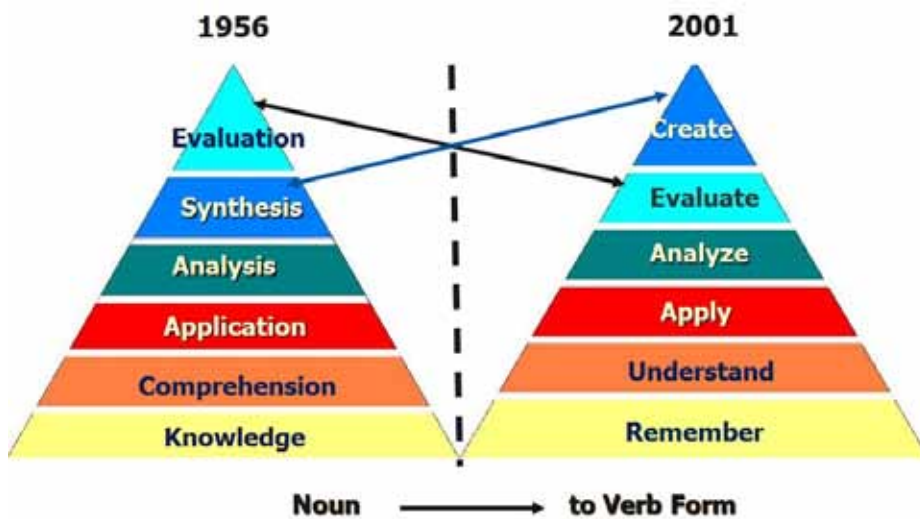 1956
Evaluation
Synthesis
Analysis
Application
Comprehension
Knowledge
2001
Create
Evaluate
Analyze
Apply
Understand
Remember
Noun to Verb Form